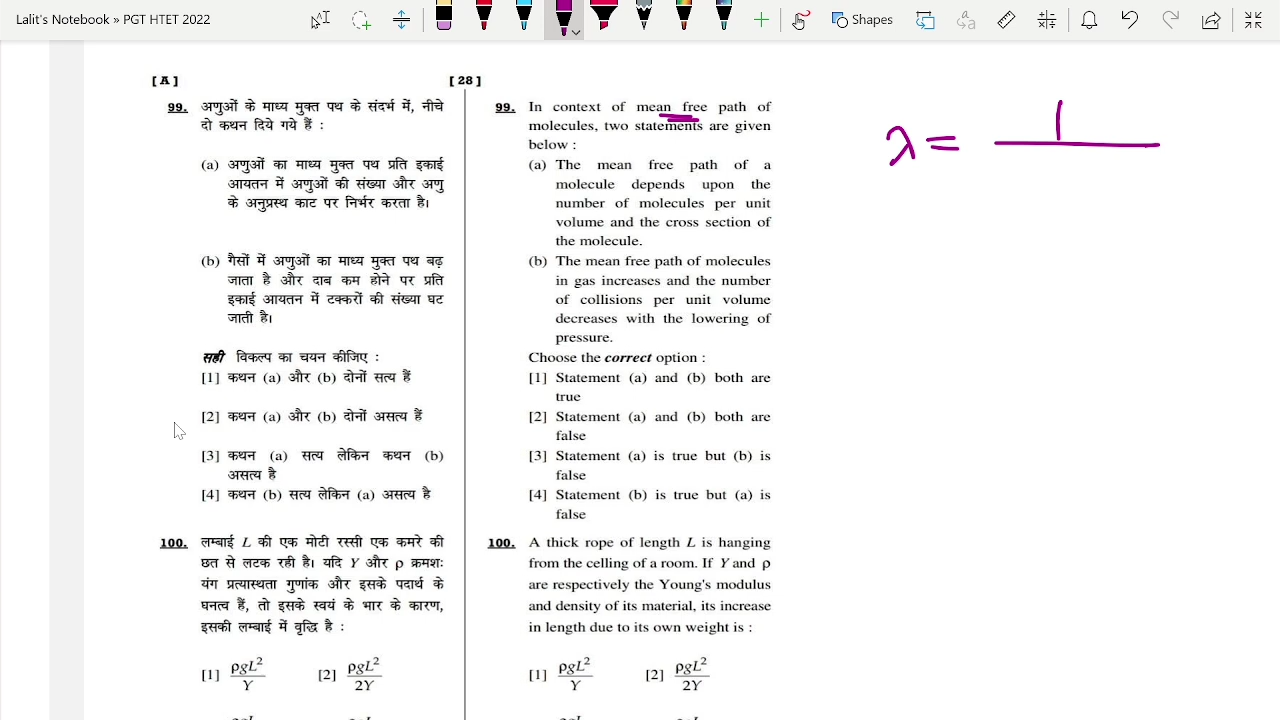 Lalit's Notebook » PGT HTET 2022
Shapes
[ A ]
[ 28 ]
99. अणुओं के माध्य मुक्त पथ के संदर्भ में, नीचे
दो कथन दिये गये हैं :
(a) अणुओं का माध्य मुक्त पथ प्रति इकाई
आयतन में अणुओं की संख्या और अणु
के अनुप्रस्थ काट पर निर्भर करता है।
(b) गैसों में अणुओं का माध्य मुक्त पथ बढ़
जाता है और दाब कम होने पर प्रति
इकाई आयतन में टक्करों की संख्या घट
जाती है।
सही विकल्प का चयन कीजिए :
[1] कथन (a) और (b) दोनों सत्य हैं
[2] कथन (a) और (b) दोनों असत्य हैं
[3] कथन (a) सत्य लेकिन कथन (b)
असत्य है
[4] कथन (b) सत्य लेकिन (a) असत्य है
100. लम्बाई L की एक मोटी रस्सी एक कमरे की
छत से लटक रही है। यदि Y और ρ क्रमशः
यंग प्रत्यास्थता गुणांक और इसके पदार्थ के
घनत्व हैं, तो इसके स्वयं के भार के कारण,
इसकी लम्बाई में वृद्धि है :
[1] ρgL²/Y [2] ρgL²/2Y
99. In context of mean free path of
molecules, two statements are given
below :
(a) The mean free path of a
molecule depends upon the
number of molecules per unit
volume and the cross section of
the molecule.
(b) The mean free path of molecules
in gas increases and the number
of collisions per unit volume
decreases with the lowering of
pressure.
Choose the correct option :
[1] Statement (a) and (b) both are
true
[2] Statement (a) and (b) both are
false
[3] Statement (a) is true but (b) is
false
[4] Statement (b) is true but (a) is
false
100. A thick rope of length L is hanging
from the celling of a room. If Y and ρ
are respectively the Young's modulus
and density of its material, its increase
in length due to its own weight is :
[1] ρgL²/Y [2] ρgL²/2Y
λ = 1